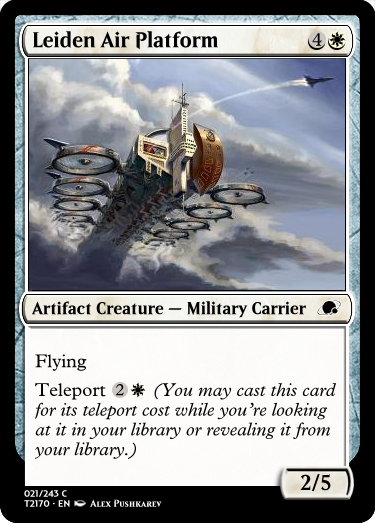 Leiden Air Platform 4
Artifact Creature — Military Carrier
Flying
Teleport 2 (You may cast this card
for its teleport cost while you're looking
at it in your library or revealing it from
your library.)
2/5
021/243 C
T2170 • EN Alex Pushkarev